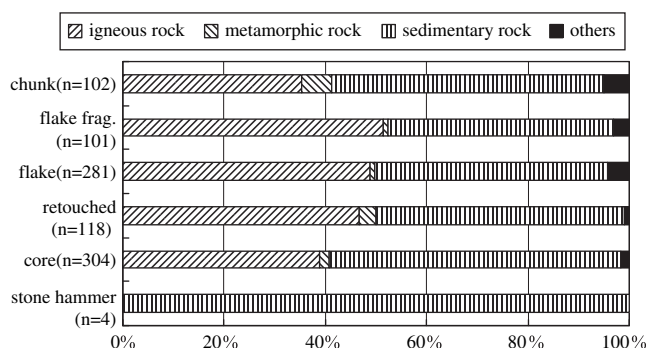 igneous rock metamorphic rock sedimentary rock others
chunk(n=102)
flake frag.
(n=101)
flake(n=281)
retouched
(n=118)
core(n=304)
stone hammer
(n=4)
0% 20% 40% 60% 80% 100%